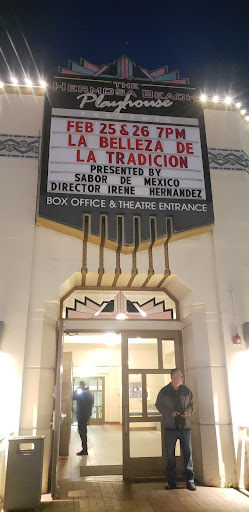 THE
HERMOSA BEACH
Playhouse
PRESENTS
FEB 25 & 26 7PM
LA BELLEZA DE
LA TRADICION
PRESENTED BY
SABOR DE MEXICO
DIRECTOR IRENE HERNANDEZ
BOX OFFICE & THEATRE ENTRANCE